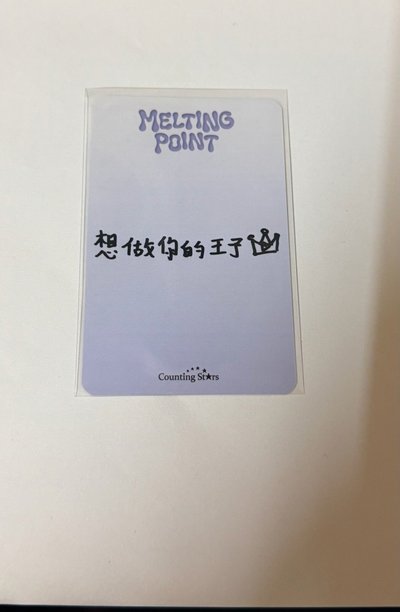 MELTING
POINT
想做你的王子
Counting Stars